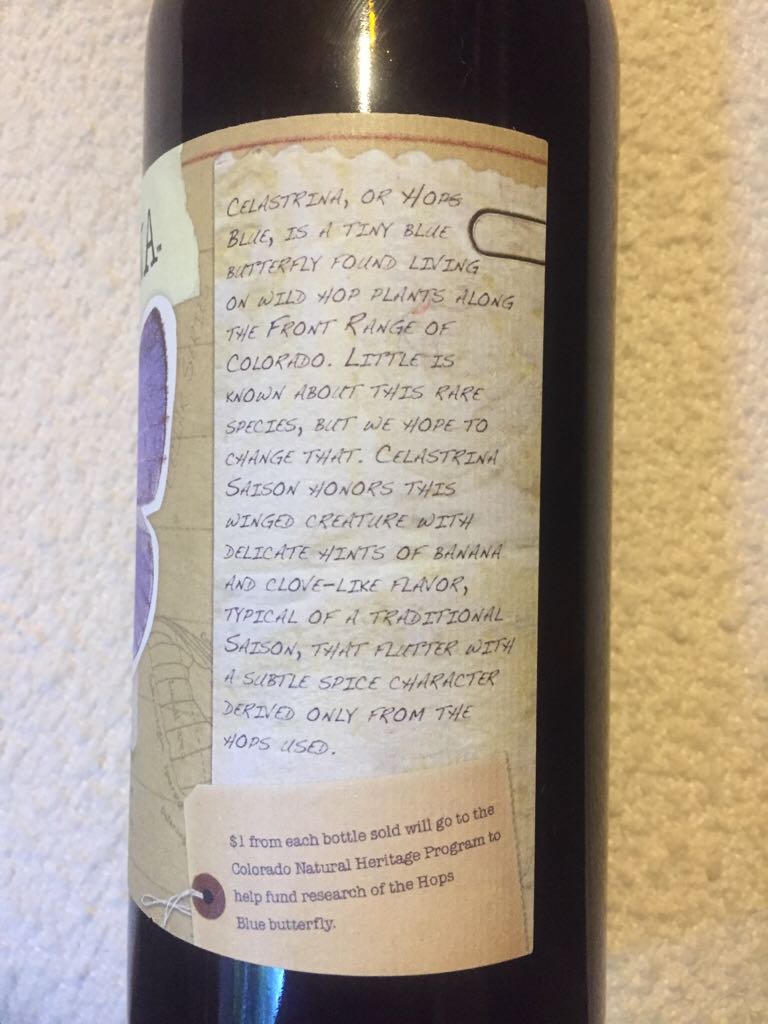 A.
CELASTRINA, OR HOPS
BLUE, IS A TINY BLUE
BUTTERFLY FOUND LIVING
ON WILD HOP PLANTS ALONG
THE FRONT RANGE OF
COLORADO. LITTLE IS
KNOWN ABOUT THIS RARE
SPECIES, BUT WE HOPE TO
CHANGE THAT. CELASTRINA
SAISON HONORS THIS
WINGED CREATURE WITH
DELICATE HINTS OF BANANA
AND CLOVE-LIKE FLAVOR,
TYPICAL OF A TRADITIONAL
SAISON, THAT FLUTTER WITH
A SUBTLE SPICE CHARACTER
DERIVED ONLY FROM THE
HOPS USED.
$1 from each bottle sold will go to the
Colorado Natural Heritage Program to
help fund research of the Hops
Blue butterfly.